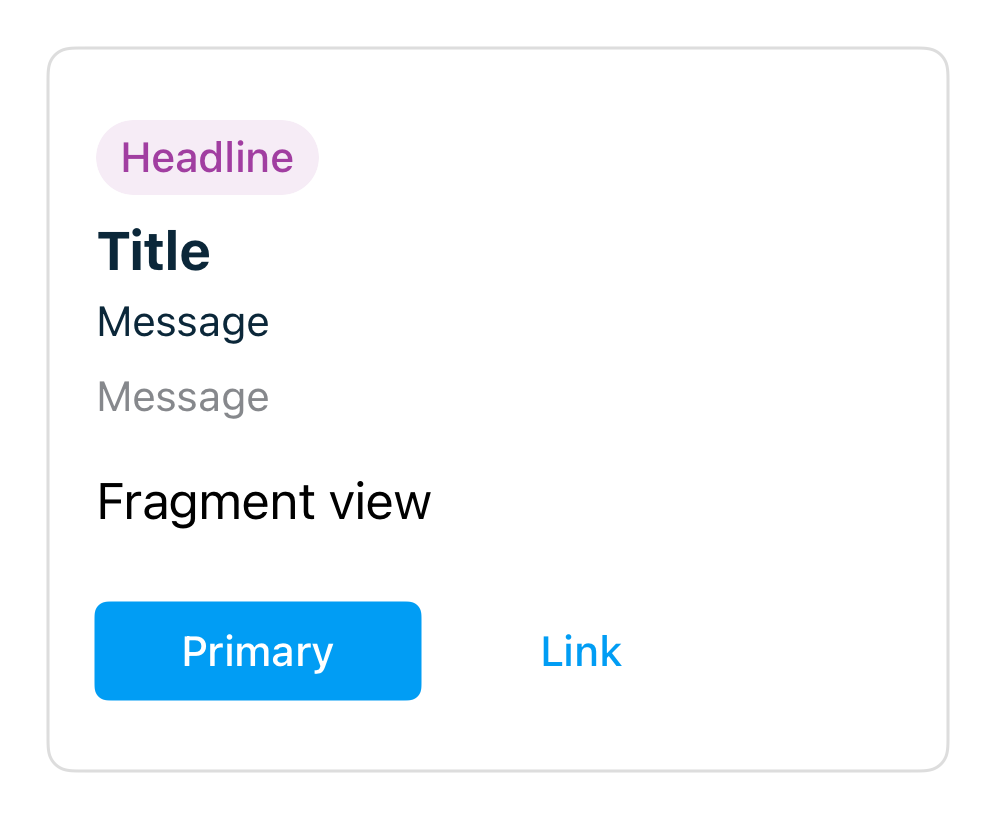 Headline
Title
Message
Message
Fragment view
Primary
Link